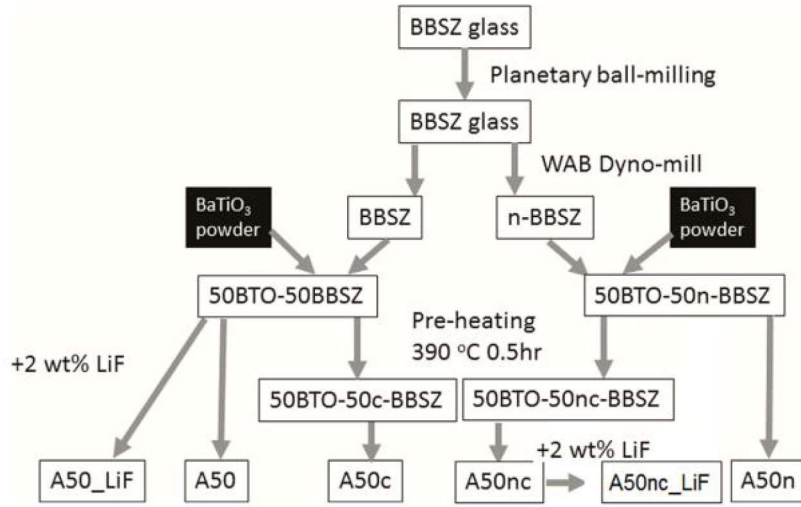 BBSZ glass
Planetary ball-milling
BBSZ glass
WAB Dyno-mill
BaTiO₃
powder
BBSZ
n-BBSZ
BaTiO₃
powder
50BTO-50BBSZ
50BTO-50n-BBSZ
Pre-heating
390 ᵒC 0.5hr
+2 wt% LiF
50BTO-50c-BBSZ
50BTO-50nc-BBSZ
+2 wt% LiF
A50_LiF
A50
A50c
A50nc
A50nc_LiF
A50n